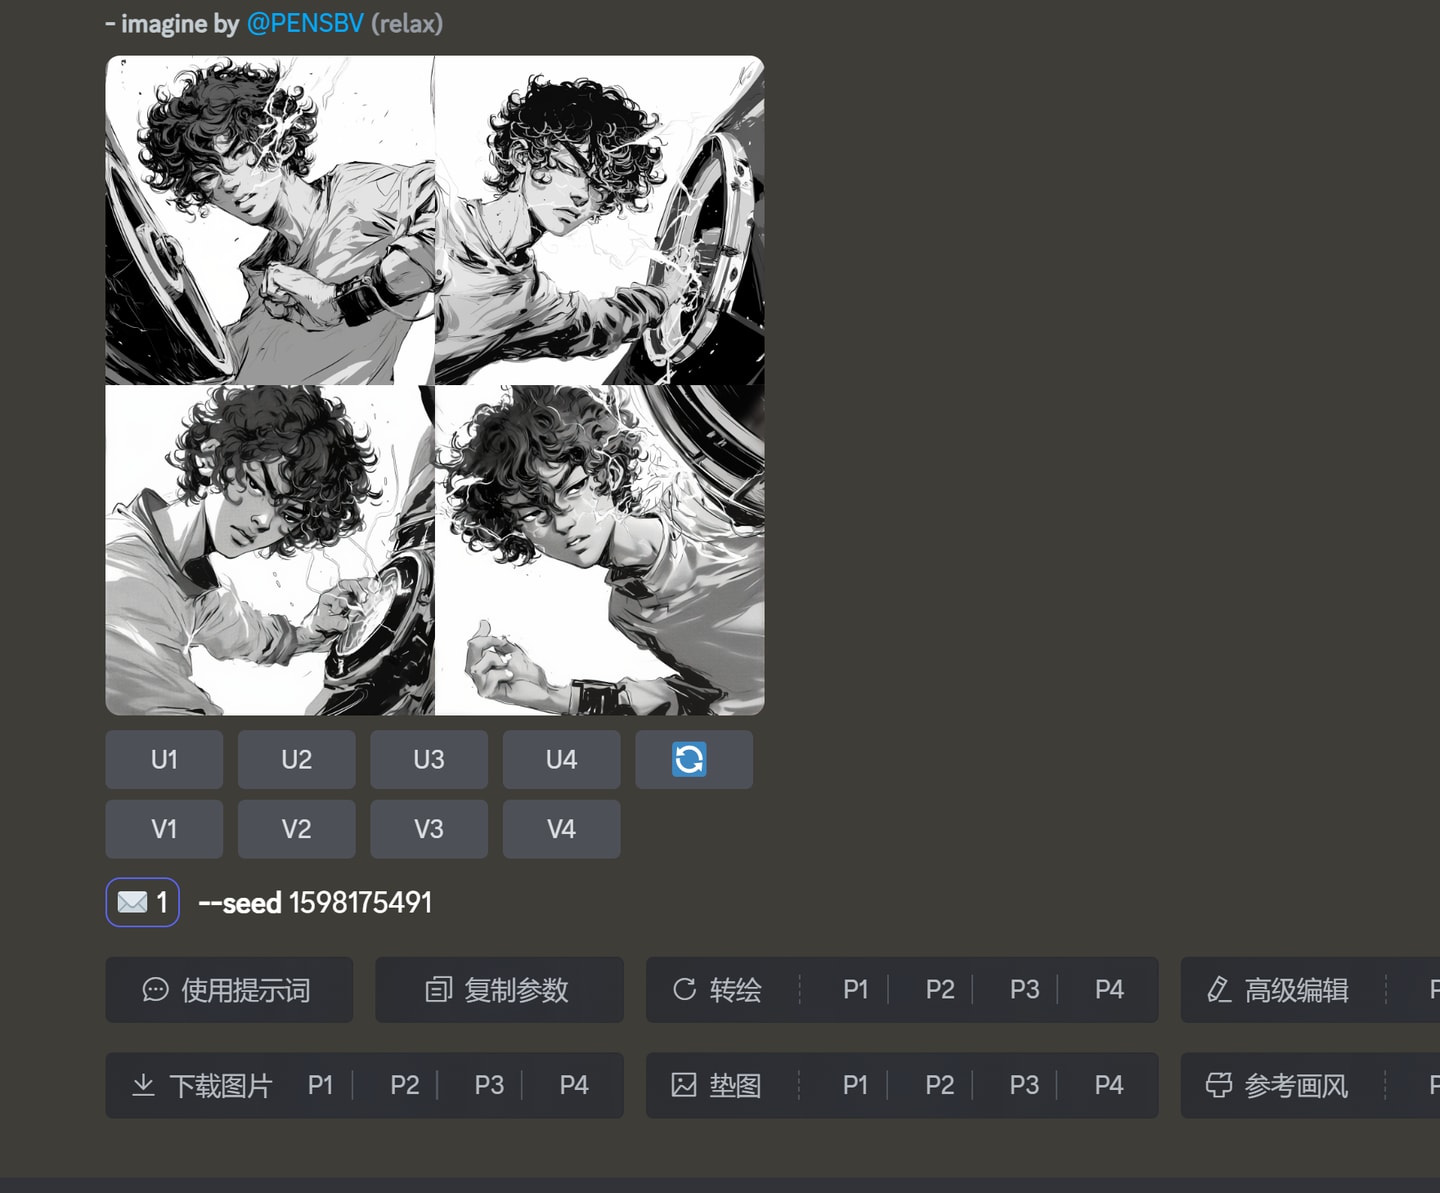 - imagine by @PENSBV (relax)
U1 U2 U3 U4
V1 V2 V3 V4
1 --seed 1598175491
使用提示词 复制参数 转绘 P1 P2 P3 P4 高级编辑
下载图片 P1 P2 P3 P4 垫图 P1 P2 P3 P4 参考画风